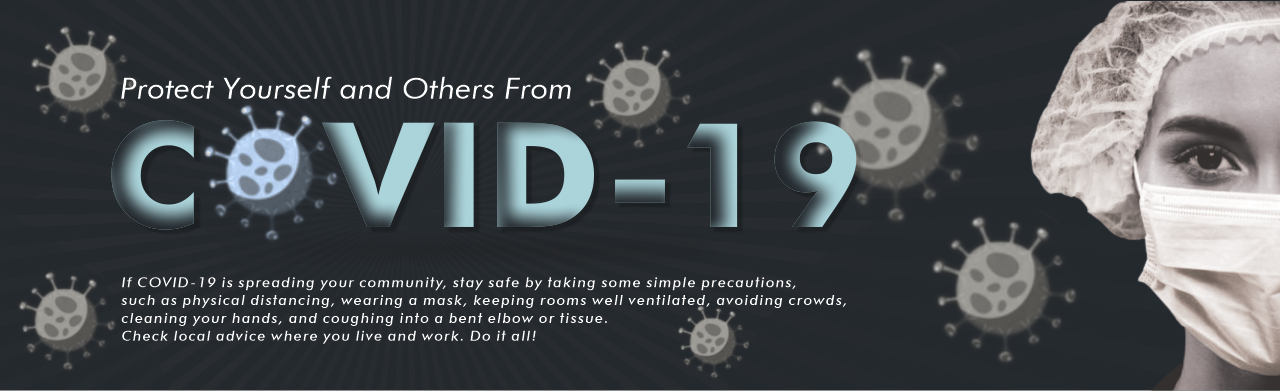 Protect Yourself and Others From
COVID-19
If COVID-19 is spreading your community, stay safe by taking some simple precautions,
such as physical distancing, wearing a mask, keeping rooms well ventilated, avoiding crowds,
cleaning your hands, and coughing into a bent elbow or tissue.
Check local advice where you live and work. Do it all!